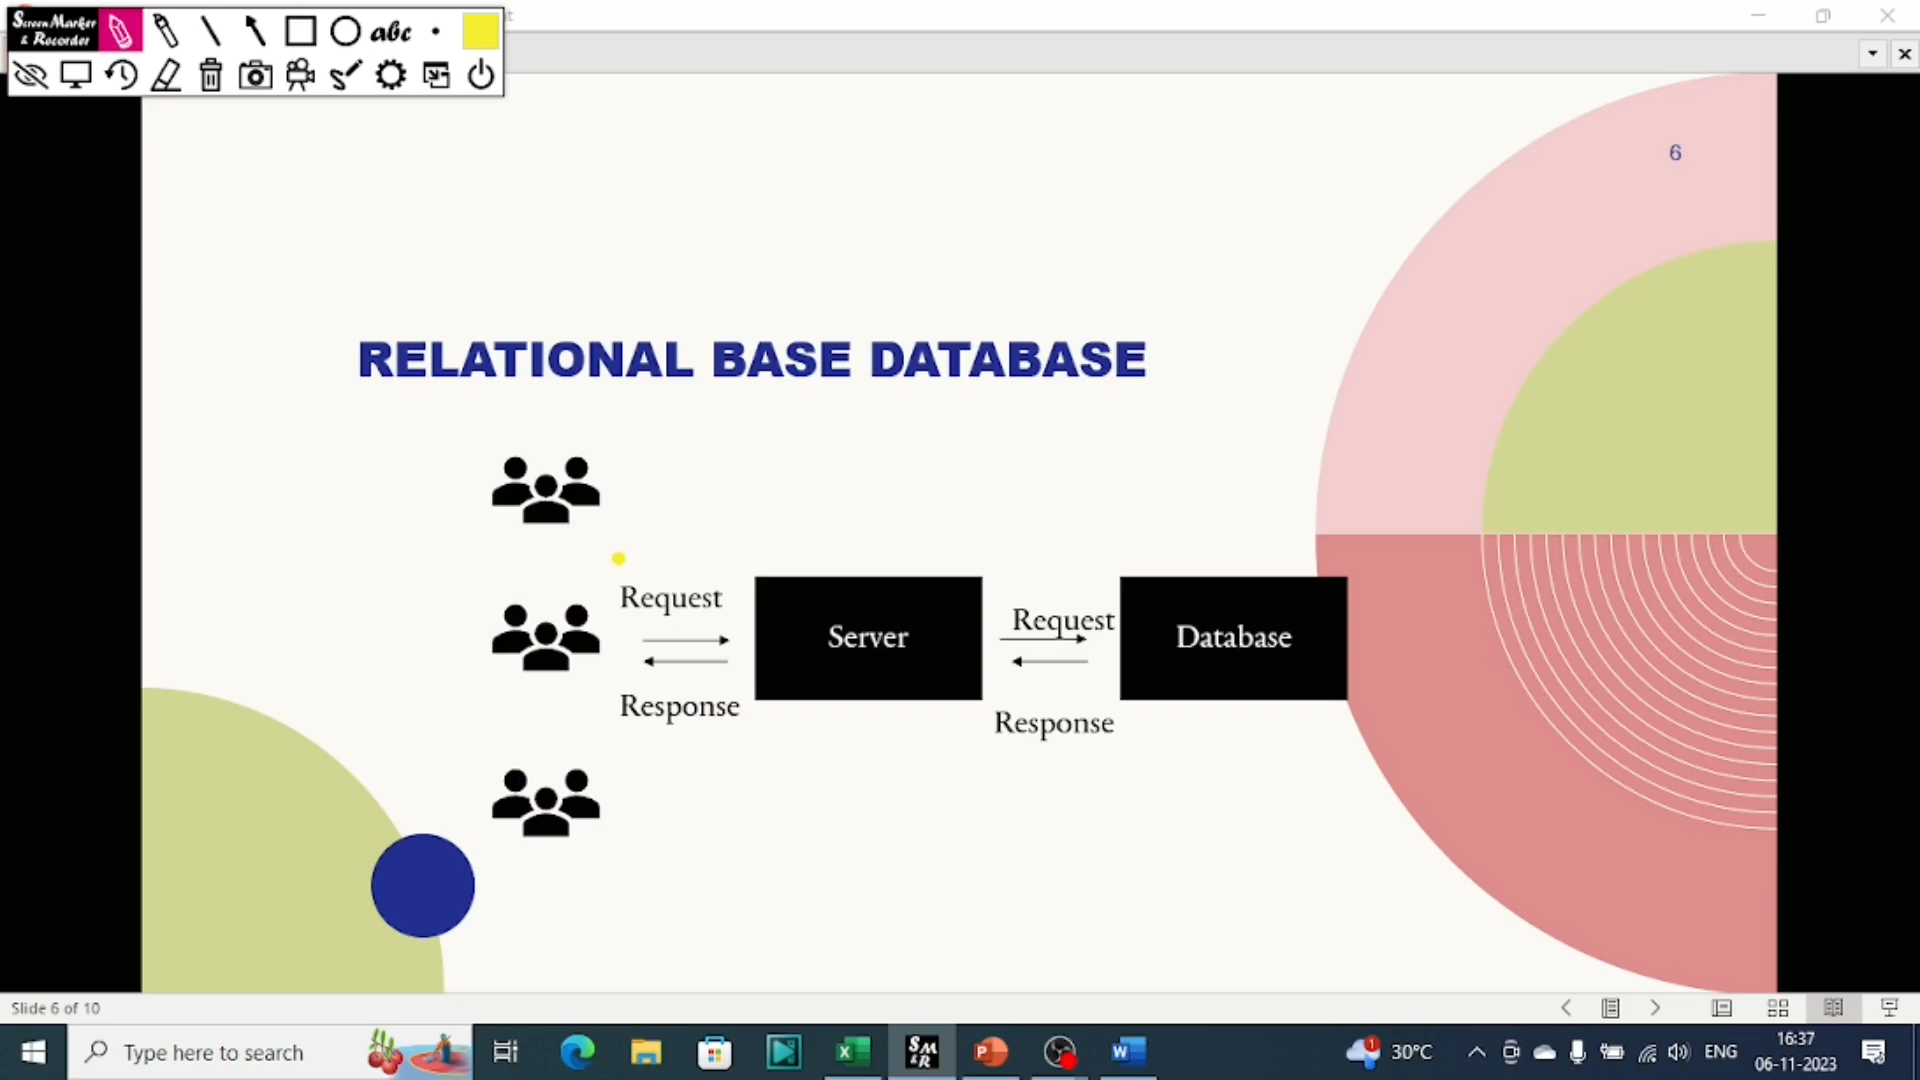 Screen Marker
& Recorder
abc
t
6
RELATIONAL BASE DATABASE
Request
Request
Server
Database
Response
Response
Slide 6 of 10
Type here to search
X
S M
& R
P
W
1
30°C
ENG
16:37
06-11-2023